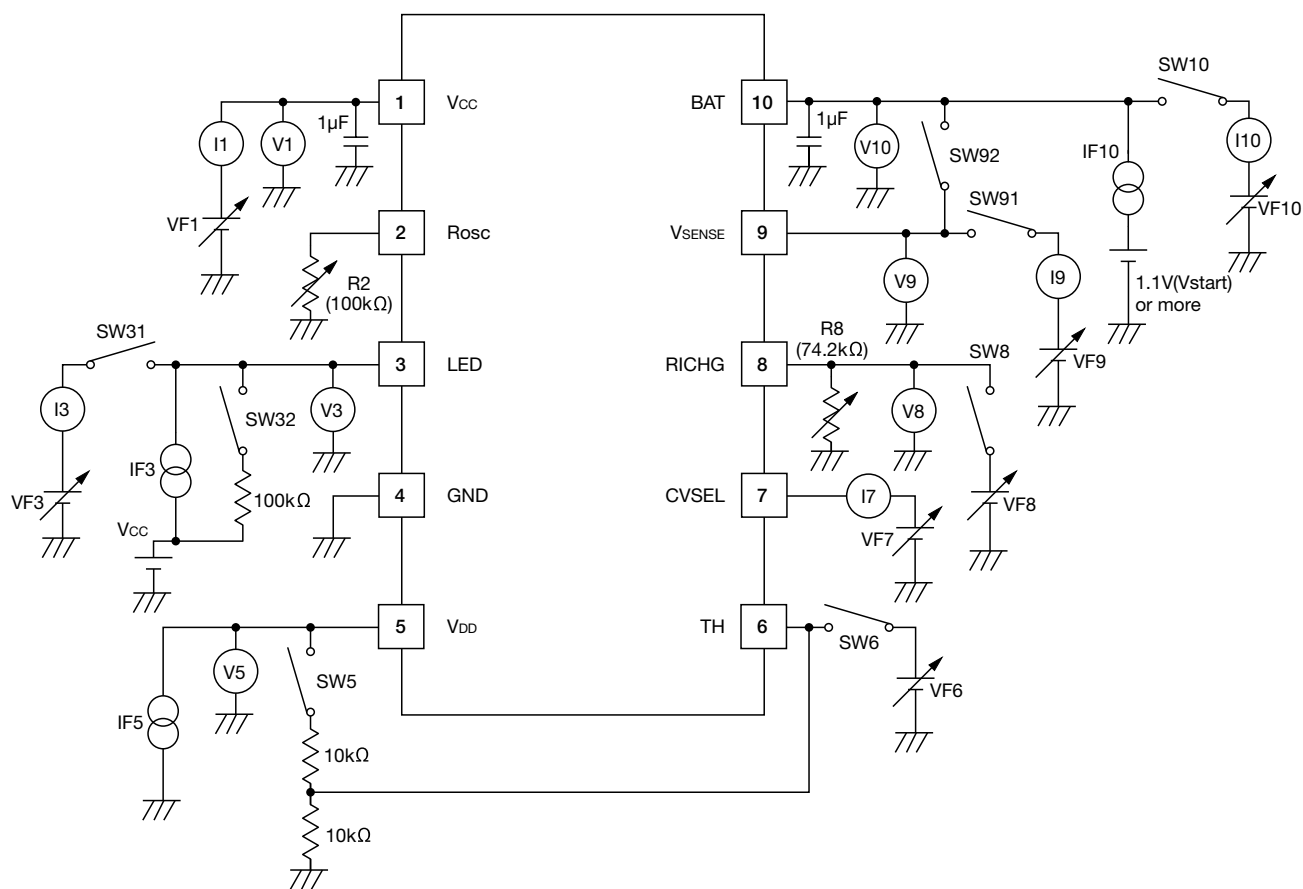 1
VCC
1µF
V1
I1
VF1
2
Rosc
R2
(100kΩ)
3
LED
SW31
I3
VF3
IF3
SW32
100kΩ
V3
VCC
4
GND
5
VDD
V5
IF5
SW5
10kΩ
10kΩ
BAT
10
1µF
V10
SW92
IF10
SW10
I10
VF10
1.1V(Vstart)
or more
VSENSE
9
V9
SW91
I9
VF9
RICHG
8
R8
(74.2kΩ)
V8
SW8
VF8
CVSEL
7
I7
VF7
TH
6
SW6
VF6